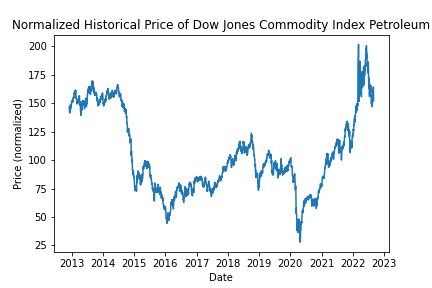 Normalized Historical Price of Dow Jones Commodity Index Petroleum
200
175
150
125
100
75
50
25
Price (normalized)
2013 2014 2015 2016 2017 2018 2019 2020 2021 2022 2023
Date